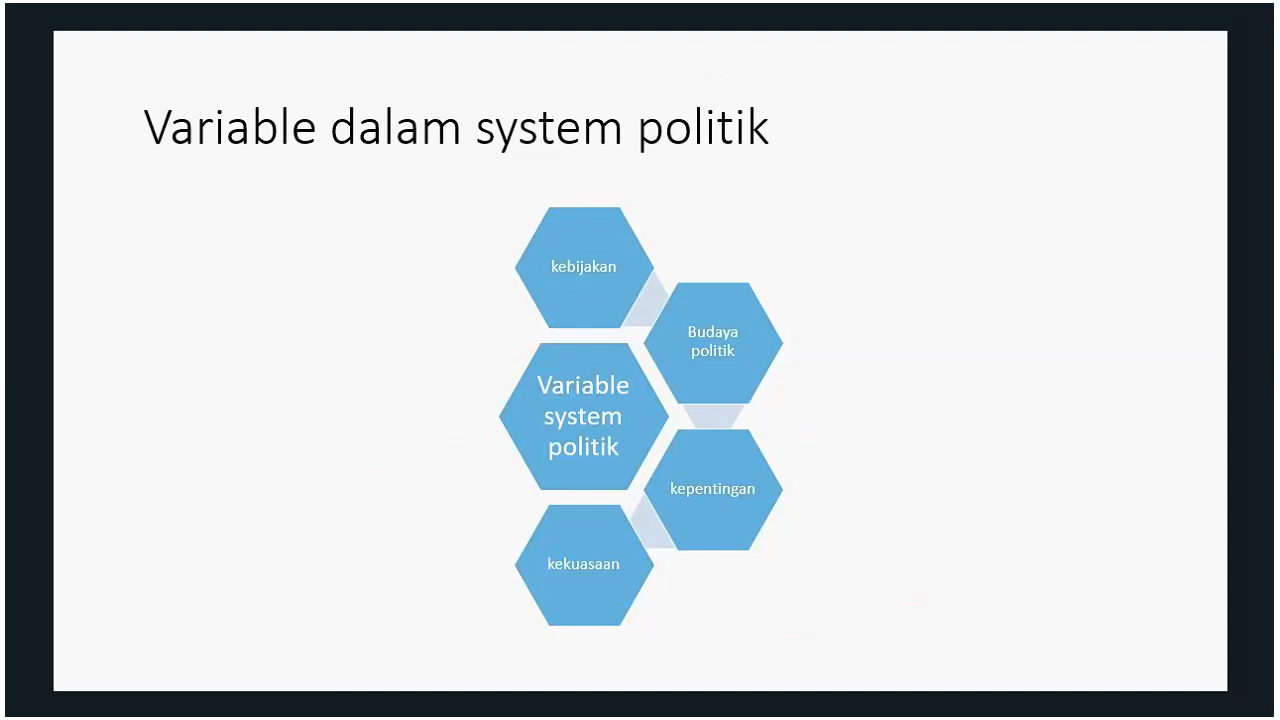 Variable dalam system politik
kebijakan
Budaya
politik
Variable
system
politik
kepentingan
kekuasaan